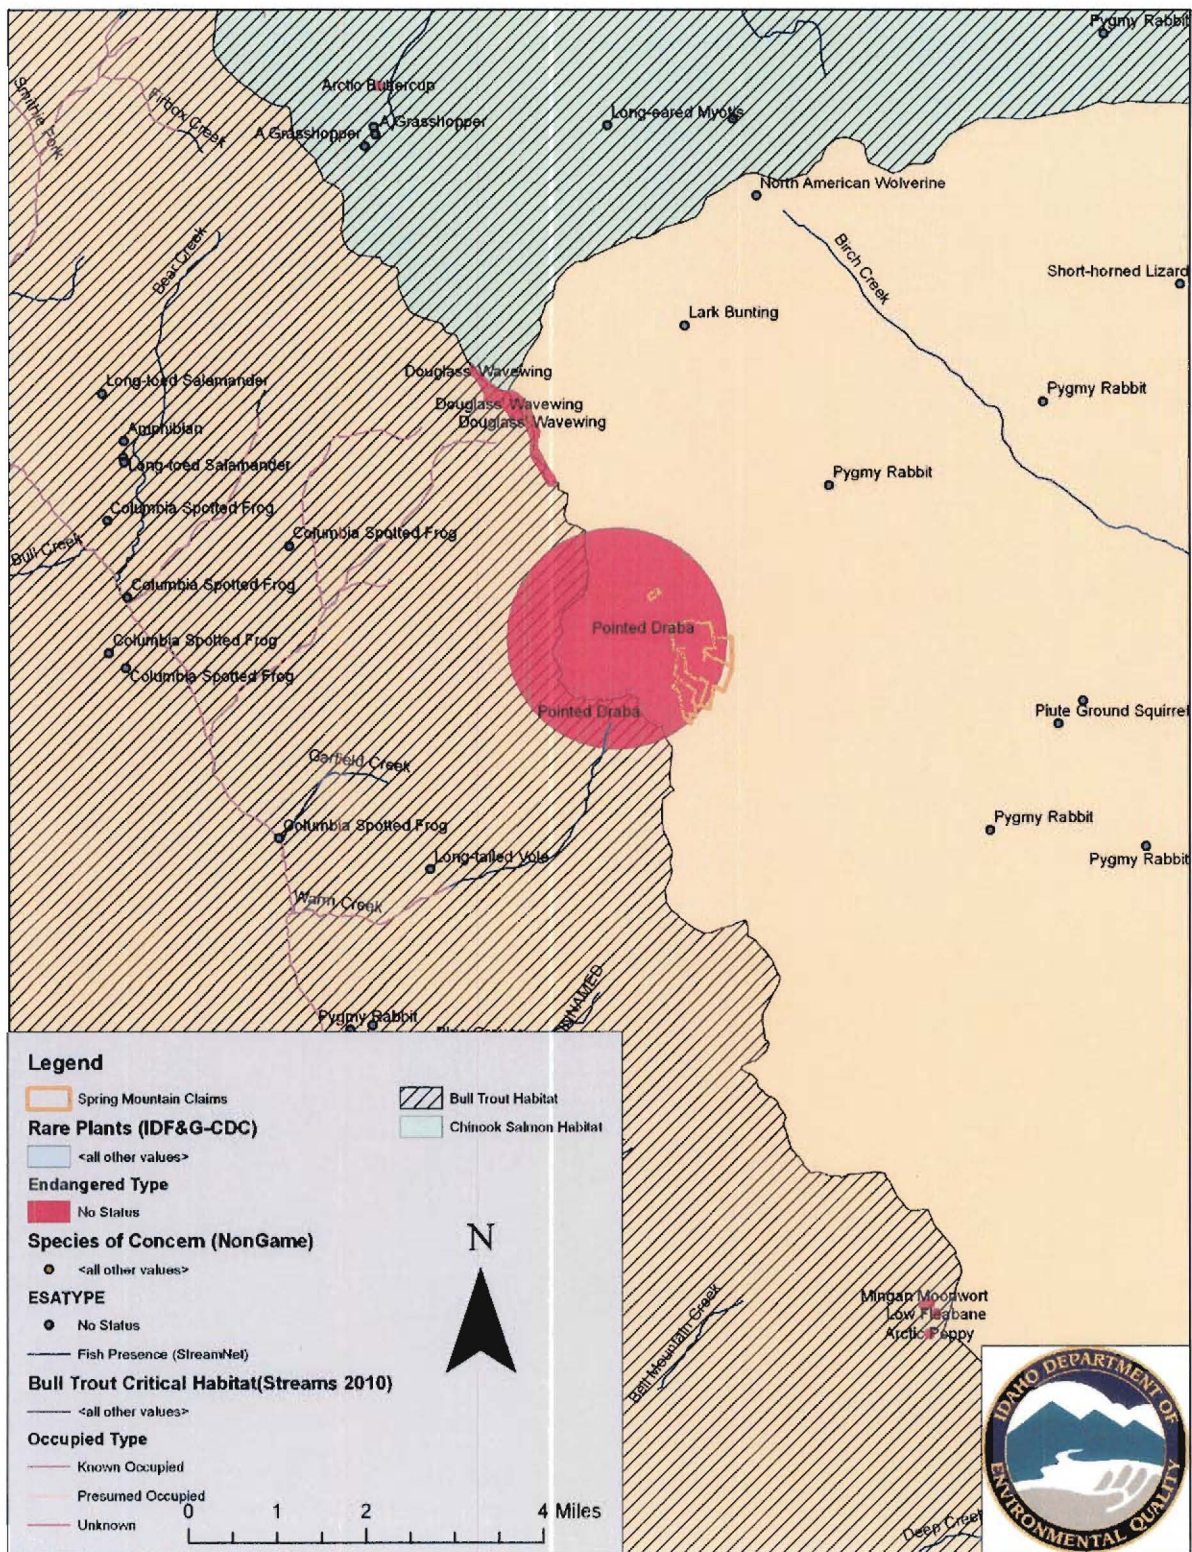 Pygmy Rabbit
Smithie Fork
Firbox Creek
Arctic Buttercup
A Grasshopper
A Grasshopper
Long-eared Myotis
North American Wolverine
Birch Creek
Bear Creek
Short-horned Lizard
Lark Bunting
Douglass' Wavewing
Long-toed Salamander
Pygmy Rabbit
Douglass' Wavewing
Douglass' Wavewing
Amphibian
Long-toed Salamander
Pygmy Rabbit
Columbia Spotted Frog
Columbia Spotted Frog
Bull Creek
Columbia Spotted Frog
Pointed Draba
Columbia Spotted Frog
Columbia Spotted Frog
Pointed Draba
Piute Ground Squirrel
Garfield Creek
Columbia Spotted Frog
Pygmy Rabbit
Long-tailed Vole
Pygmy Rabbit
Warm Creek
UNNAMED
Pygmy Rabbit
Legend
Spring Mountain Claims
Rare Plants (IDF&G-CDC)
<all other values>
Endangered Type
No Status
Species of Concern (NonGame)
<all other values>
ESATYPE
No Status
Fish Presence (StreamNet)
Bull Trout Critical Habitat(Streams 2010)
<all other values>
Occupied Type
Known Occupied
Presumed Occupied
Unknown
Bull Trout Habitat
Chinook Salmon Habitat
N
0 1 2 4 Miles
Bell Mountain Creek
Mingan Moonwort
Low Fleabane
Arctic Poppy
Deep Creek
IDAHO DEPARTMENT OF
ENVIRONMENTAL QUALITY